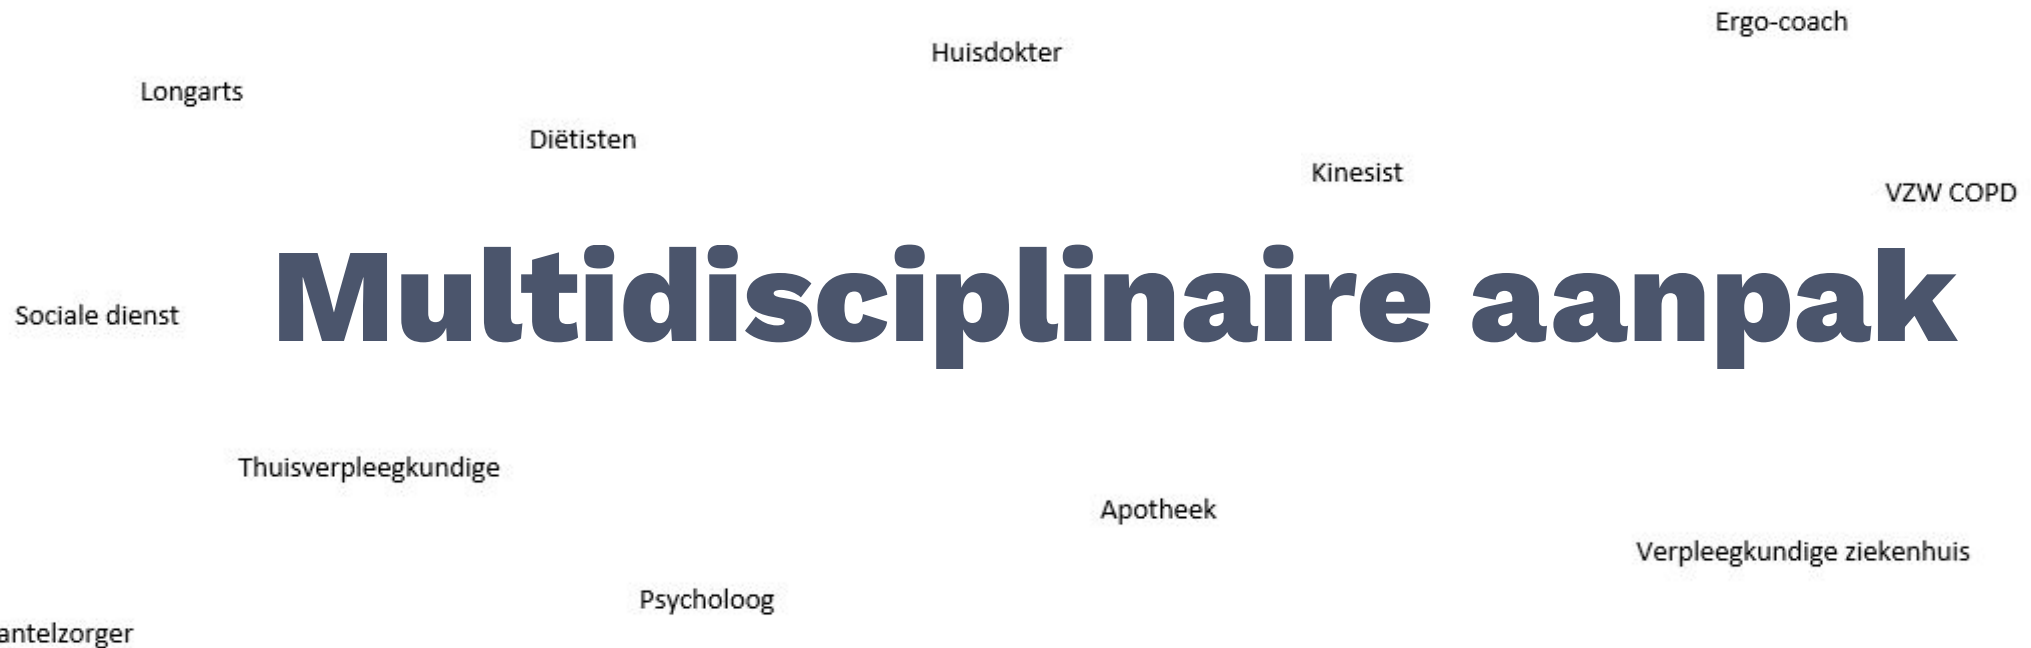 Ergo-coach
Huisdokter
Longarts
Diëtisten
Kinesist
VZW COPD
Multidisciplinaire aanpak
Sociale dienst
Thuisverpleegkundige
Apotheek
Verpleegkundige ziekenhuis
Psycholoog
antelzorger